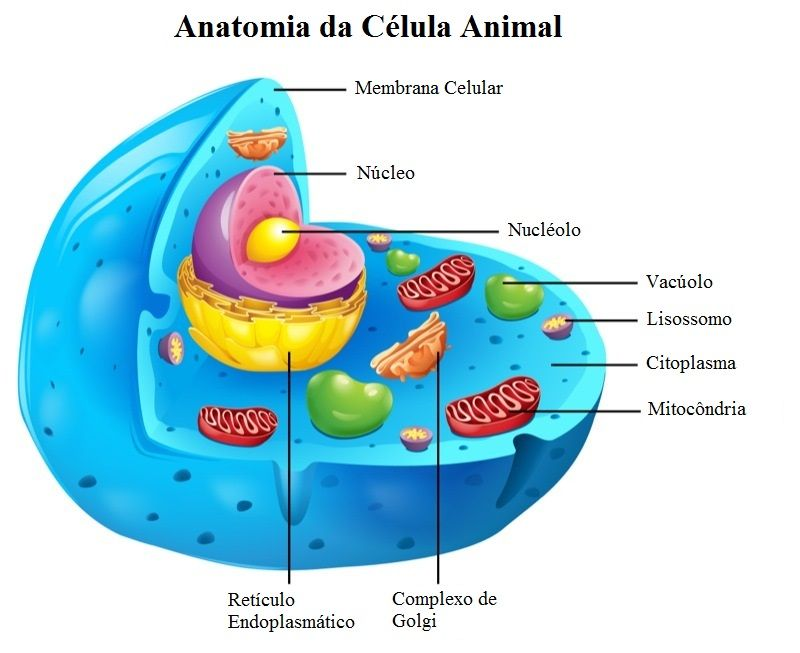 Anatomia da Célula Animal
Membrana Celular
Núcleo
Nucléolo
Vacúolo
Lisossomo
Citoplasma
Mitocôndria
Retículo
Endoplasmático
Complexo de
Golgi